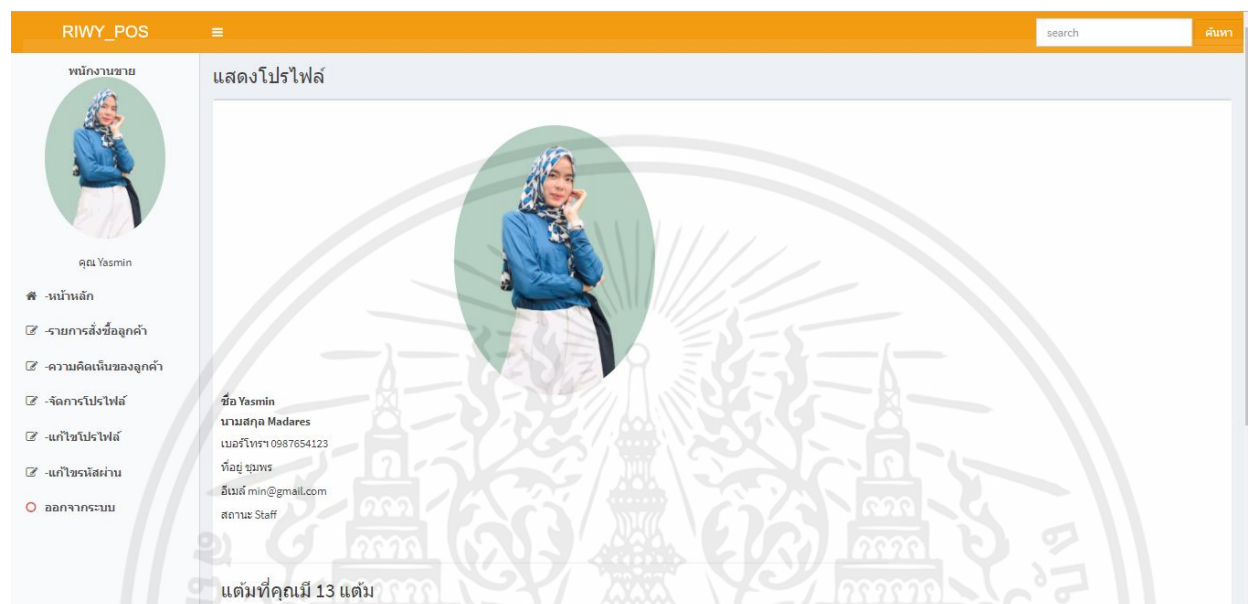 RIWY_POS
search
ค้นหา
พนักงานขาย
คุณ Yasmin
-หน้าหลัก
-รายการสั่งซื้อลูกค้า
-ความคิดเห็นของลูกค้า
-จัดการโปรไฟล์
-แก้ไขโปรไฟล์
-แก้ไขรหัสผ่าน
ออกจากระบบ
แสดงโปรไฟล์
ชื่อ Yasmin
นามสกุล Madares
เบอร์โทรฯ 0987654123
ที่อยู่ ชุมพร
อีเมล์ min@gmail.com
สถานะ Staff
แต้มที่คุณมี 13 แต้ม